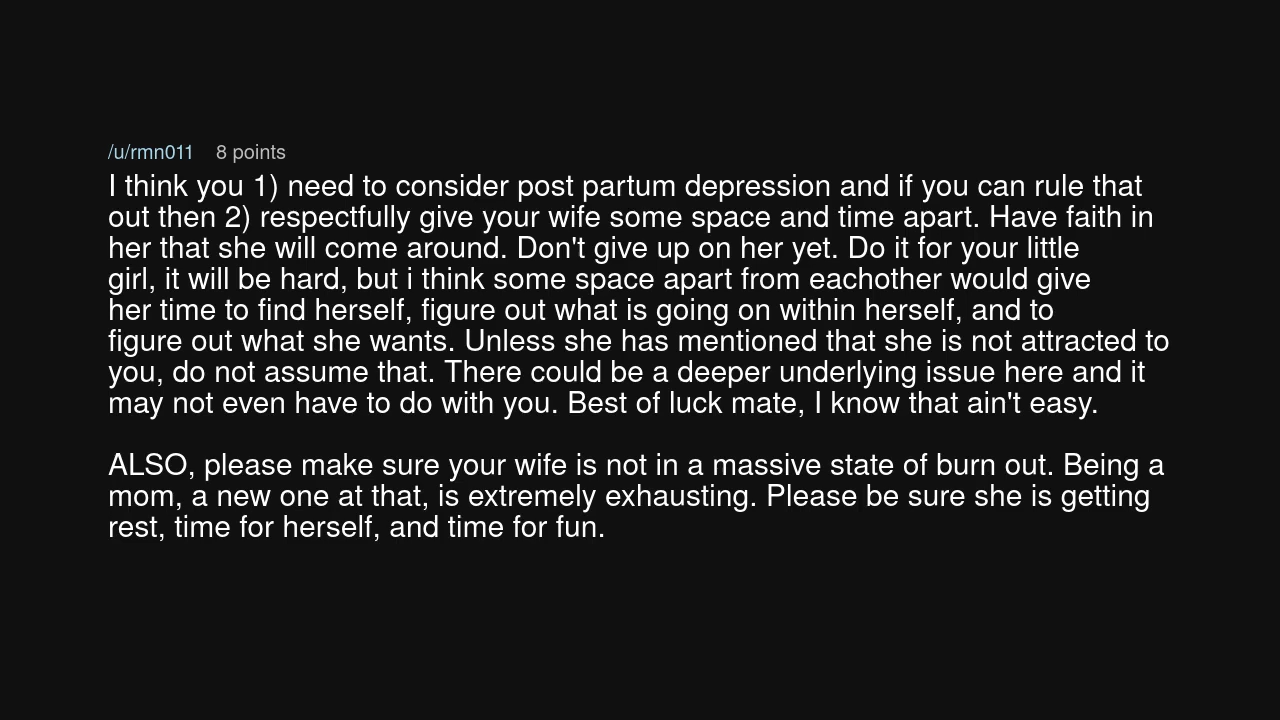 /u/rmn011 8 points
I think you 1) need to consider post partum depression and if you can rule that
out then 2) respectfully give your wife some space and time apart. Have faith in
her that she will come around. Don't give up on her yet. Do it for your little
girl, it will be hard, but i think some space apart from eachother would give
her time to find herself, figure out what is going on within herself, and to
figure out what she wants. Unless she has mentioned that she is not attracted to
you, do not assume that. There could be a deeper underlying issue here and it
may not even have to do with you. Best of luck mate, I know that ain't easy.
ALSO, please make sure your wife is not in a massive state of burn out. Being a
mom, a new one at that, is extremely exhausting. Please be sure she is getting
rest, time for herself, and time for fun.